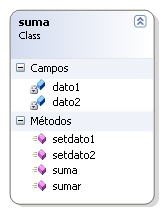 suma
Class
Campos
dato1
dato2
Métodos
setdato1
setdato2
suma
sumar